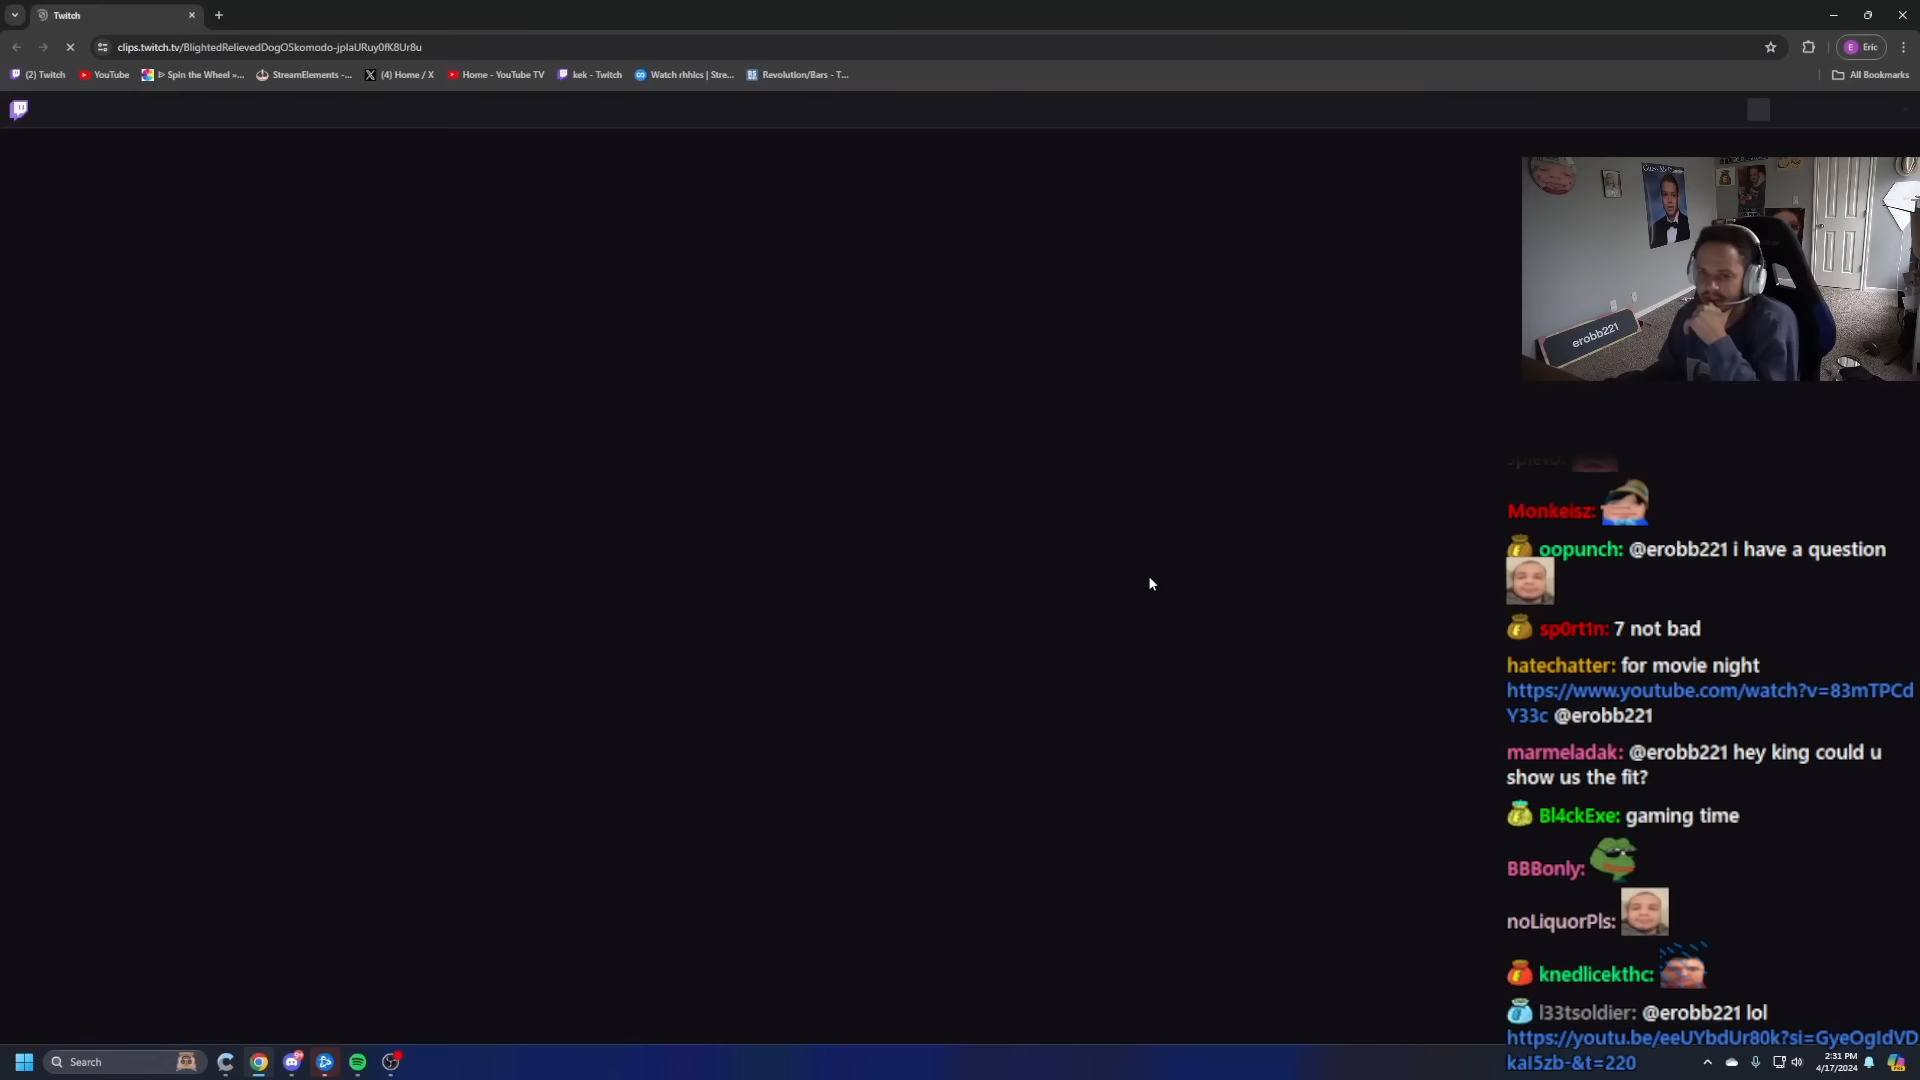 Twitch
clips.twitch.tv/BlightedRelievedDogOSkomodo-jpIaURuy0fK8Ur8u
E Eric
(2) Twitch YouTube Spin the Wheel »... StreamElements -... (4) Home / X Home - YouTube TV kek - Twitch Watch rhhlcs | Stre... Revolution/Bars - T... All Bookmarks
erobb221
Monkeisz:
oopunch: @erobb221 i have a question
sp0rt1n: 7 not bad
hatechatter: for movie night
https://www.youtube.com/watch?v=83mTPCd
Y33c @erobb221
marmeladak: @erobb221 hey king could u
show us the fit?
Bl4ckExe: gaming time
BBBonly:
noLiquorPls:
knedlicekthc:
l33tsoldier: @erobb221 lol
https://youtu.be/eeUYbdUr80k?si=GyeOgIdVD
kaI5zb-&t=220
Search
2:31 PM
4/17/2024